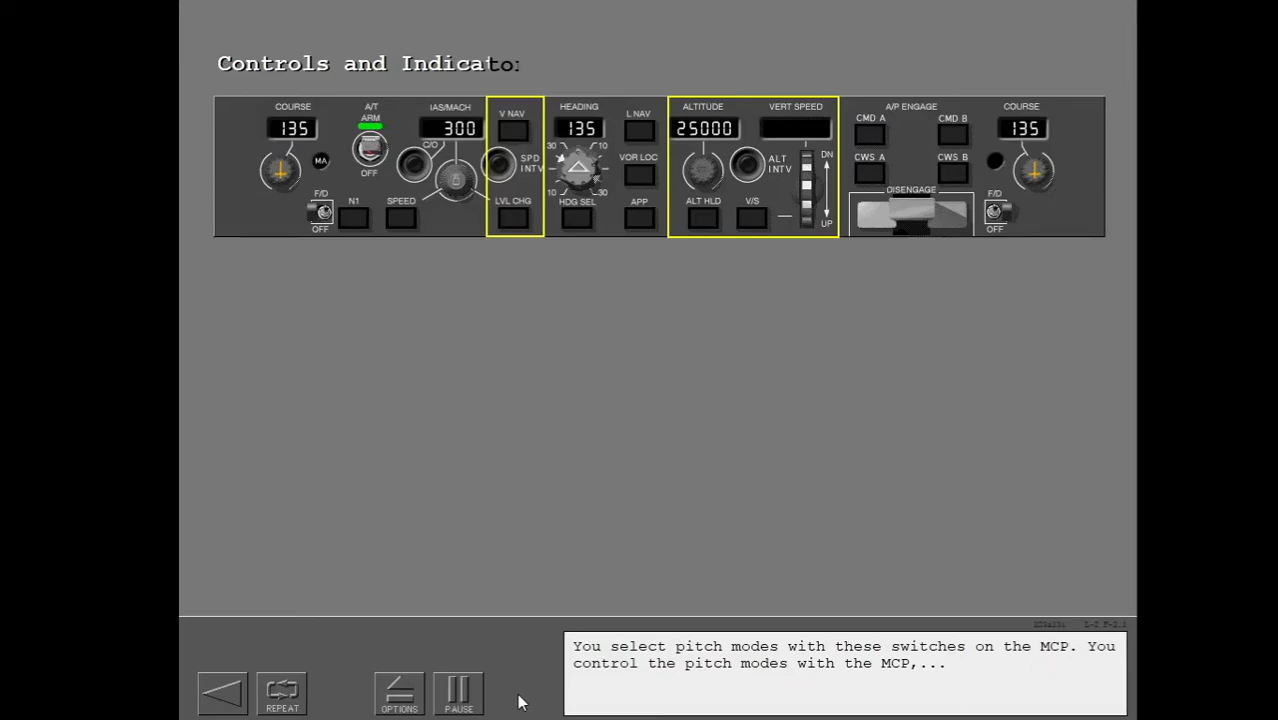 Controls and Indicato:
COURSE
A/T
ARM
IAS/MACH
V NAV
HEADING
L NAV
ALTITUDE
VERT SPEED
A/P ENGAGE
COURSE
CMD A
CMD B
135
300
135
25000
135
C/O
30
10
MA
SPD
INTV
VOR LOC
ALT
INTV
DN
CWS A
CWS B
OFF
10
30
F/D
N1
SPEED
LVL CHG
HDG SEL
APP
ALT HLD
V/S
DISENGAGE
F/D
OFF
UP
OFF
You select pitch modes with these switches on the MCP. You
control the pitch modes with the MCP,...
REPEAT
OPTIONS
PAUSE